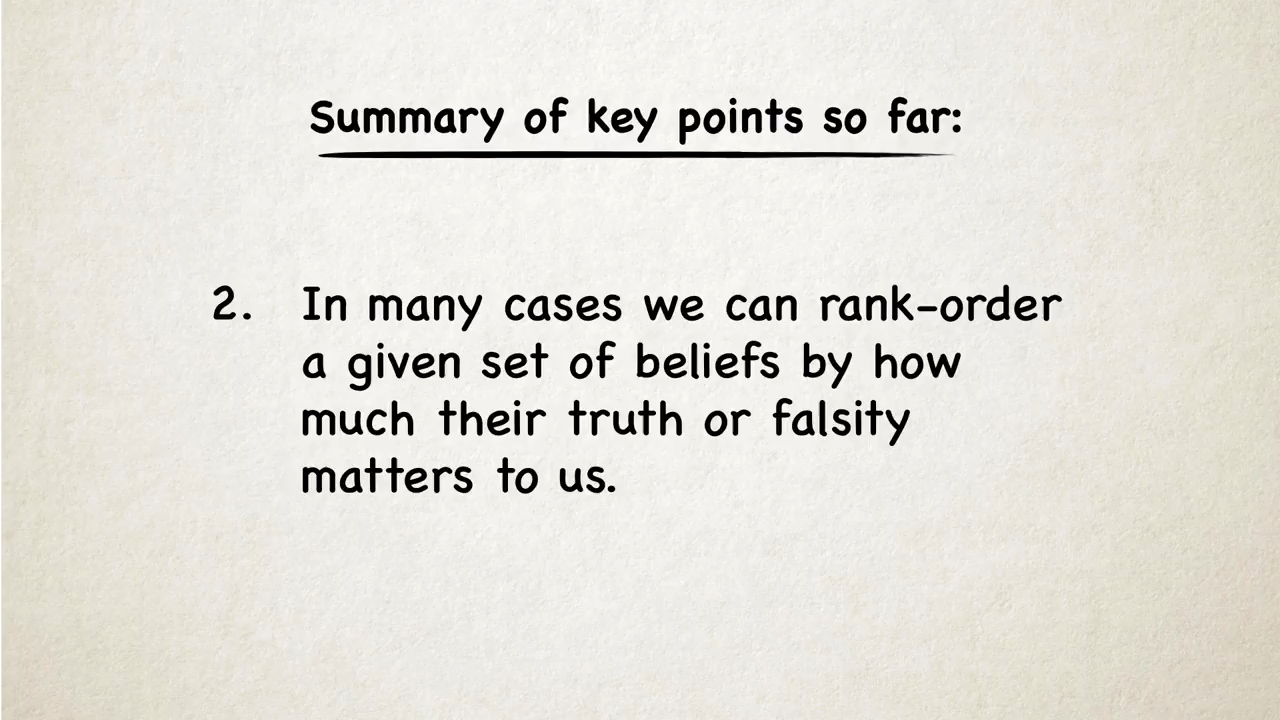 Summary of key points so far:
2. In many cases we can rank-order
a given set of beliefs by how
much their truth or falsity
matters to us.